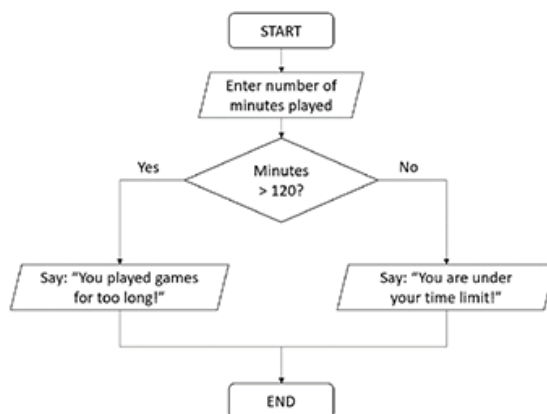 START
Enter number of
minutes played
Yes
Minutes
> 120?
No
Say: “You played games
for too long!”
Say: “You are under
your time limit!”
END